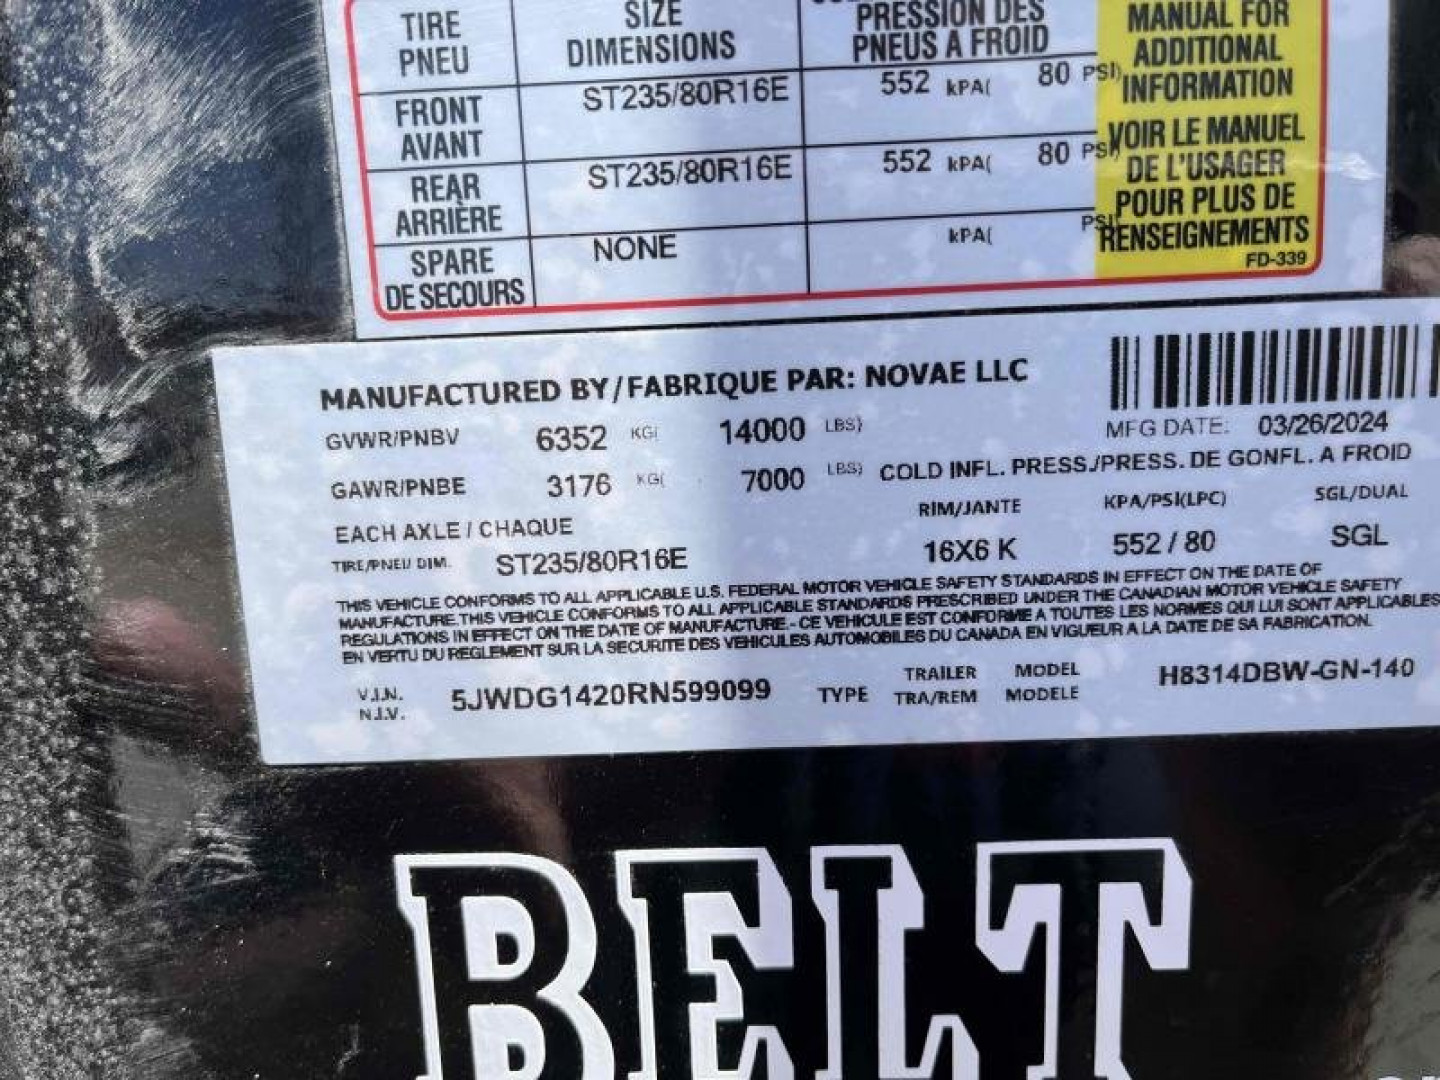 TIRE SIZE PRESSION DES MANUAL FOR
PNEU DIMENSIONS PNEUS A FROID ADDITIONAL
INFORMATION
FRONT ST235/80R16E 552 kPA( 80 PSI)
AVANT
VOIR LE MANUEL
DE L'USAGER
POUR PLUS DE
RENSEIGNEMENTS
REAR ST235/80R16E 552 kPA( 80 PSI)
ARRIÈRE
SPARE NONE kPA( PSI)
DE SECOURS
FD-339
MANUFACTURED BY/FABRIQUE PAR: NOVAE LLC
GVWR/PNBV 6352 KG( 14000 LBS)
MFG DATE: 03/26/2024
GAWR/PNBE 3176 KG( 7000 LBS) COLD INFL. PRESS./PRESS. DE GONFL. A FROID
EACH AXLE / CHAQUE RIM/JANTE KPA/PSI(LPC) SGL/DUAL
TIRE/PNEU DIM. ST235/80R16E 16X6 K 552 / 80 SGL
THIS VEHICLE CONFORMS TO ALL APPLICABLE U.S. FEDERAL MOTOR VEHICLE SAFETY STANDARDS IN EFFECT ON THE DATE OF
MANUFACTURE. THIS VEHICLE CONFORMS TO ALL APPLICABLE STANDARDS PRESCRIBED UNDER THE CANADIAN MOTOR VEHICLE SAFETY
REGULATIONS IN EFFECT ON THE DATE OF MANUFACTURE.- CE VEHICULE EST CONFORME A TOUTES LES NORMES QUI LUI SONT APPLICABLES
EN VERTU DU REGLEMENT SUR LA SECURITE DES VEHICULES AUTOMOBILES DU CANADA EN VIGUEUR A LA DATE DE SA FABRICATION.
V.I.N. 5JWDG1420RN599099 TYPE TRAILER MODEL H8314DBW-GN-140
N.I.V. TRA/REM MODELE
BELT